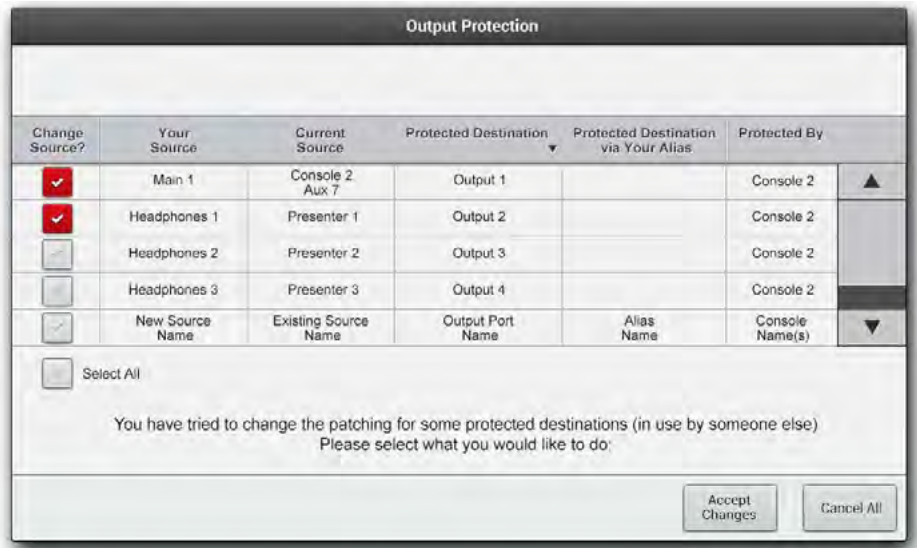 Output Protection
Change Source? Your Source Current Source Protected Destination Protected Destination via Your Alias Protected By
Main 1 Console 2 Aux 7 Output 1 Console 2
Headphones 1 Presenter 1 Output 2 Console 2
Headphones 2 Presenter 2 Output 3 Console 2
Headphones 3 Presenter 3 Output 4 Console 2
New Source Name Existing Source Name Output Port Name Alias Name Console Name(s)
Select All
You have tried to change the patching for some protected destinations (in use by someone else)
Please select what you would like to do:
Accept Changes Cancel All